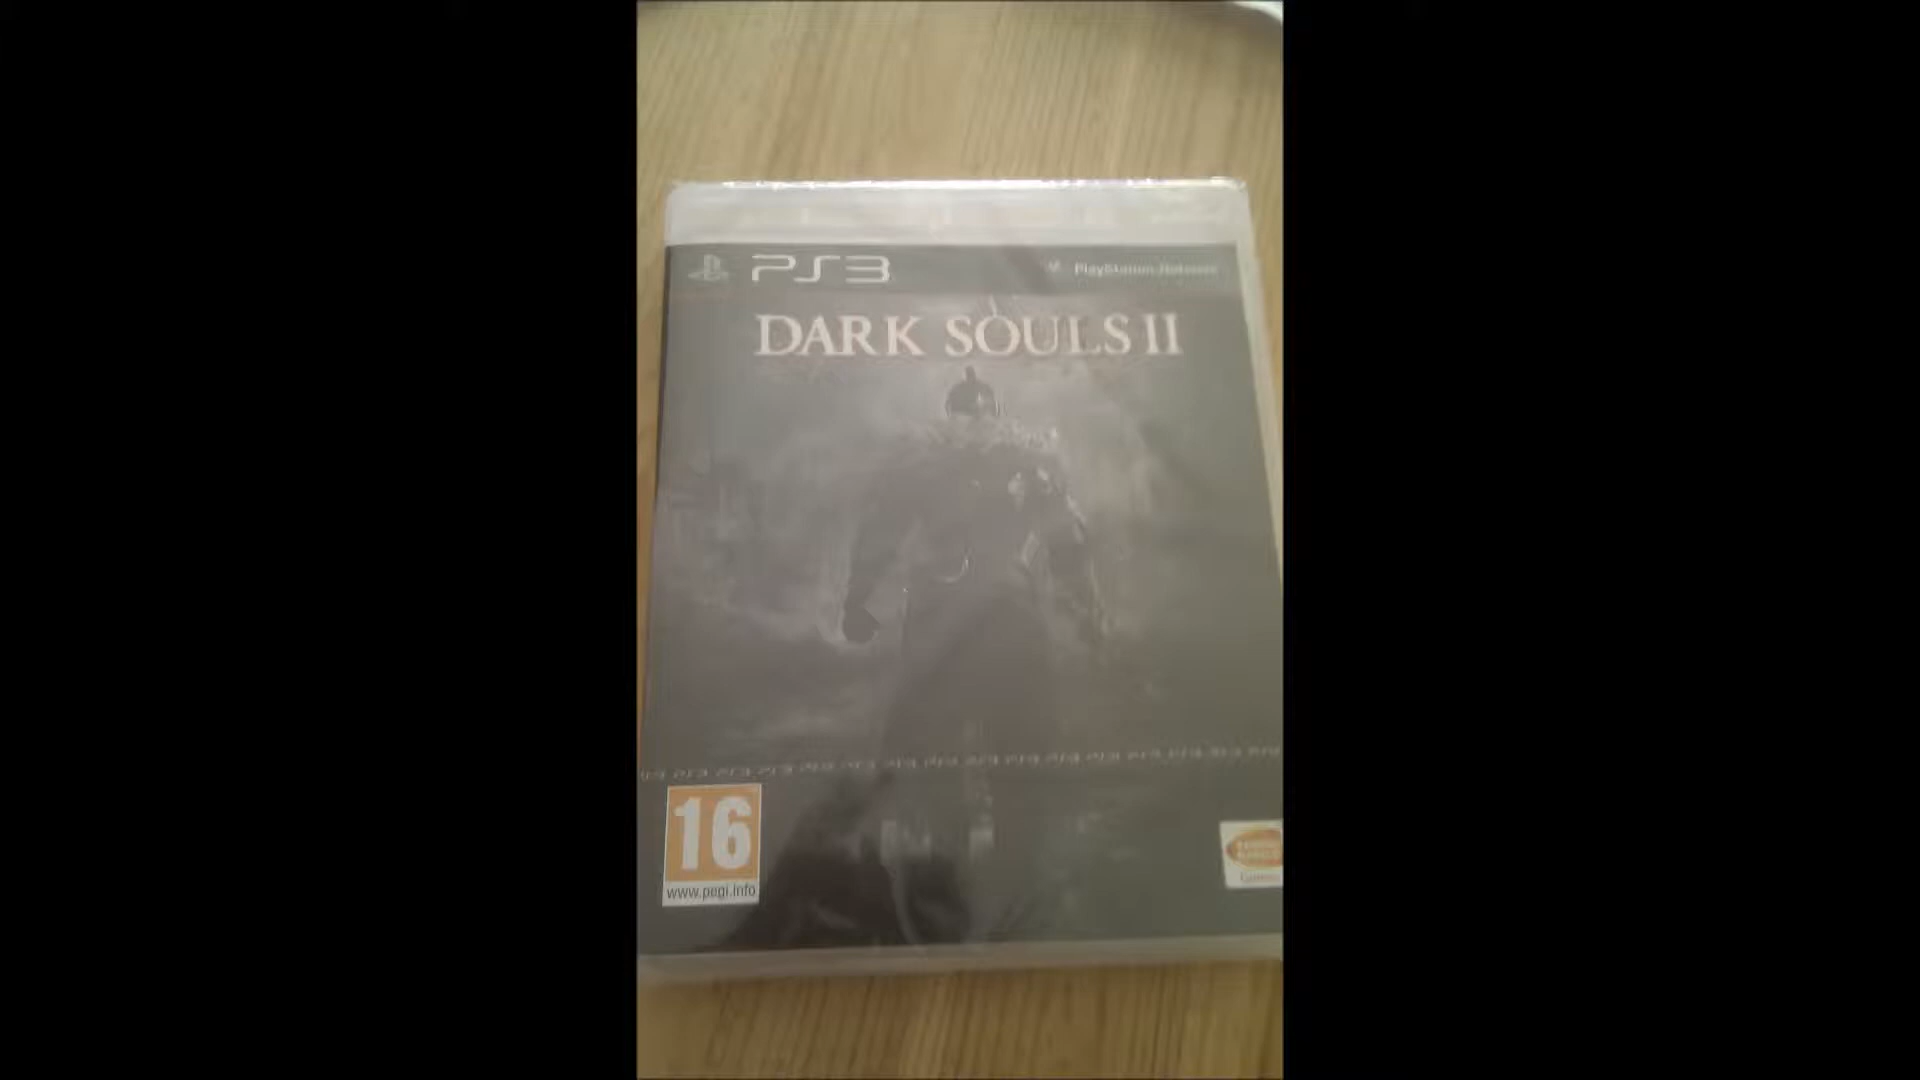 PS3
PlayStation Network
DARK SOULS II
16
www.pegi.info